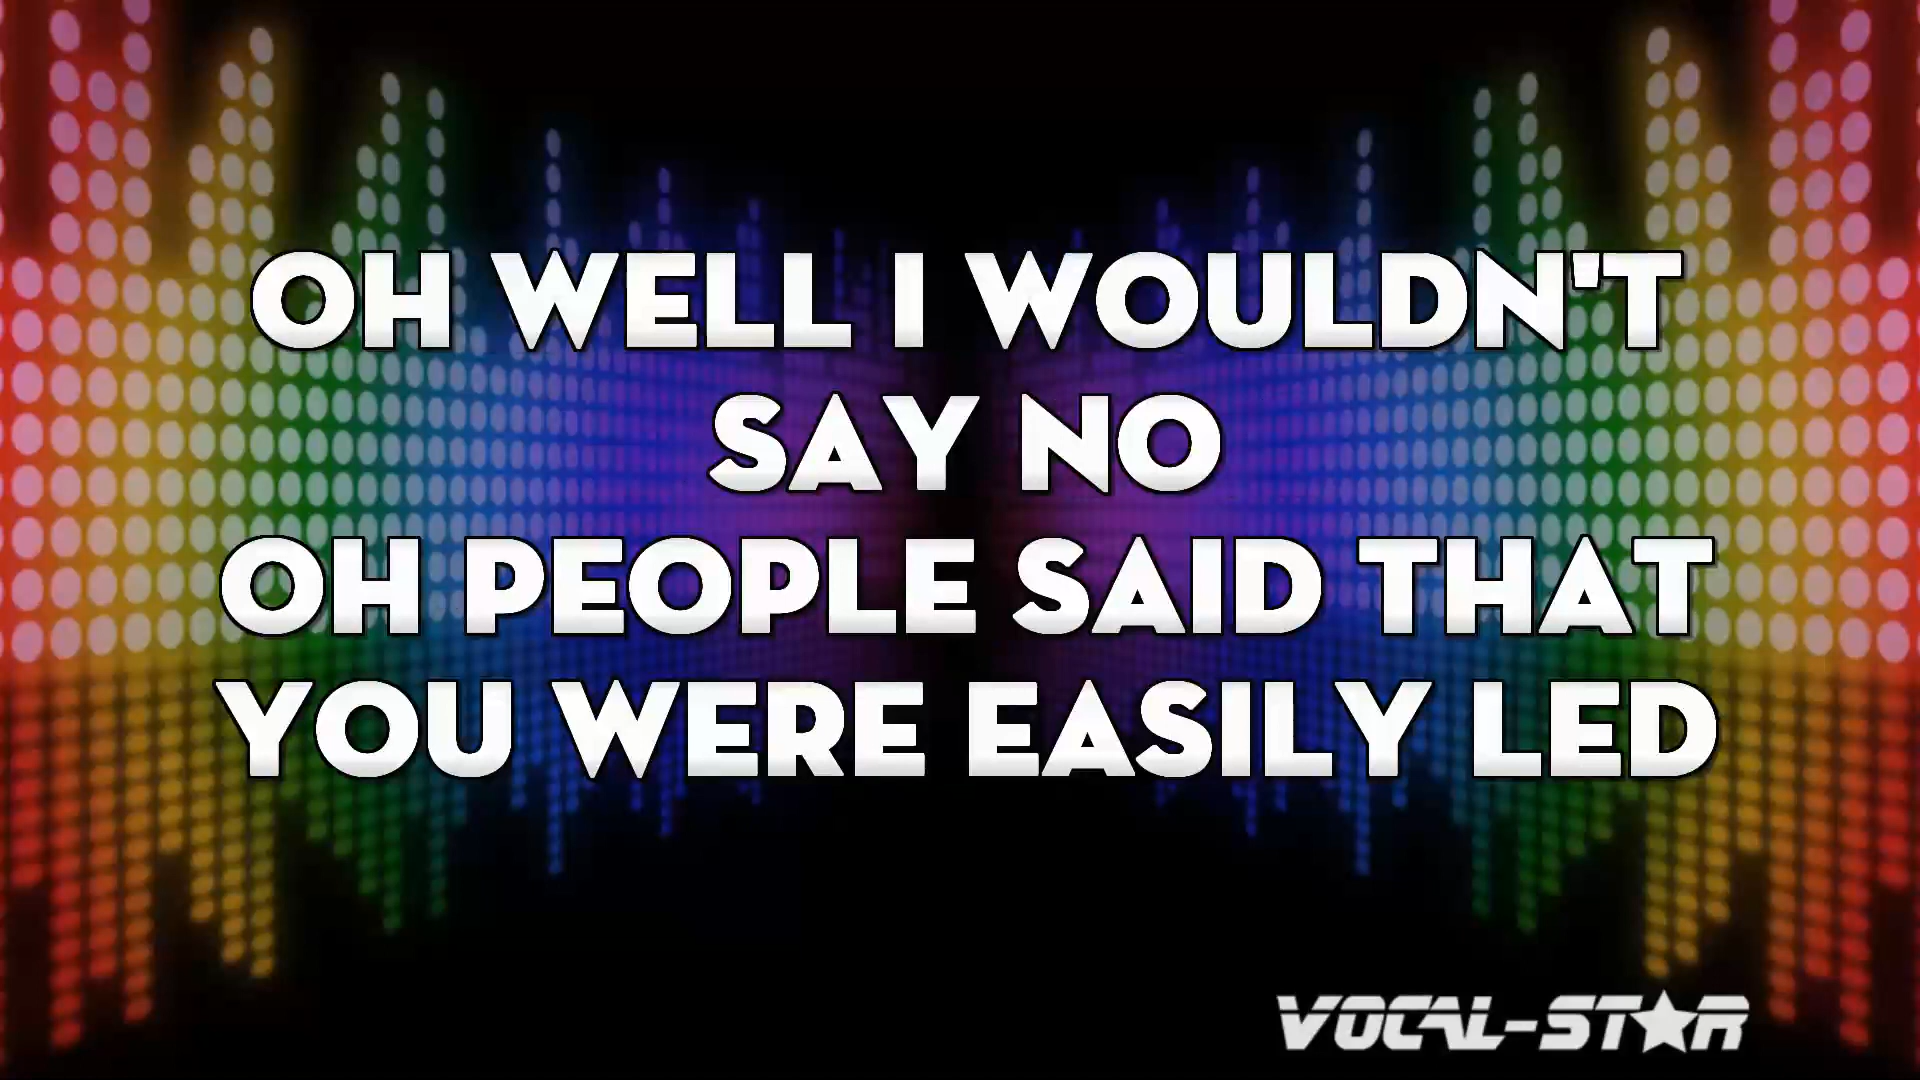 OH WELL I WOULDN'T
SAY NO
OH PEOPLE SAID THAT
YOU WERE EASILY LED
VOCAL-STAR